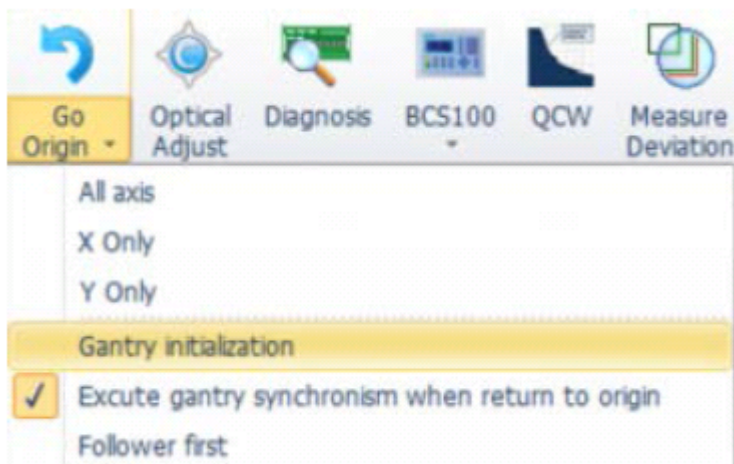 Go
Origin
Optical
Adjust
Diagnosis
BCS100
QCW
Measure
Deviation
All axis
X Only
Y Only
Gantry initialization
Excute gantry synchronism when return to origin
Follower first